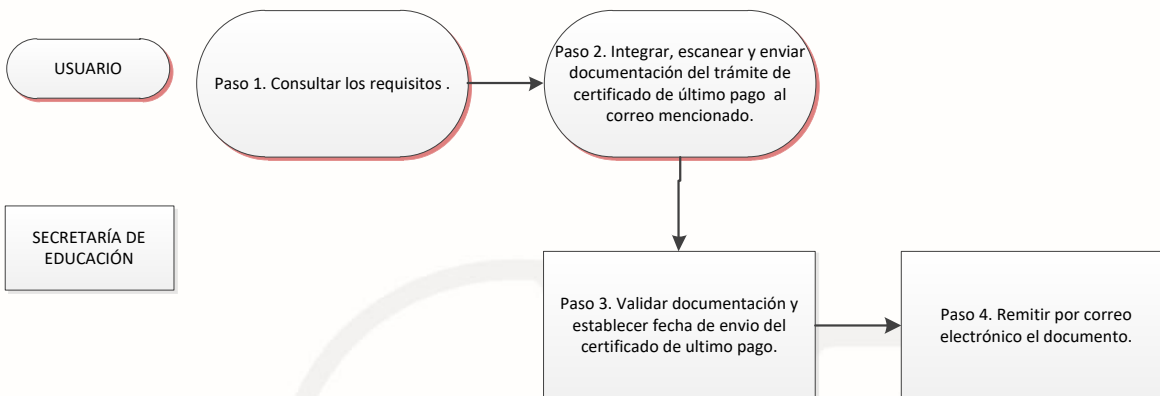 USUARIO
Paso 1. Consultar los requisitos .
Paso 2. Integrar, escanear y enviar
documentación del trámite de
certificado de último pago  al
correo mencionado.
SECRETARÍA DE
EDUCACIÓN
Paso 3. Validar documentación y
establecer fecha de envio del
certificado de ultimo pago.
Paso 4. Remitir por correo
electrónico el documento.